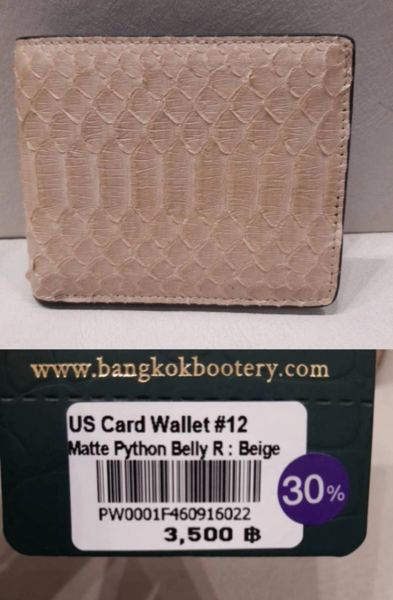 www.bangkokbootery.com
US Card Wallet #12
Matte Python Belly R : Beige
PW0001F460916022
3,500 ฿
30%